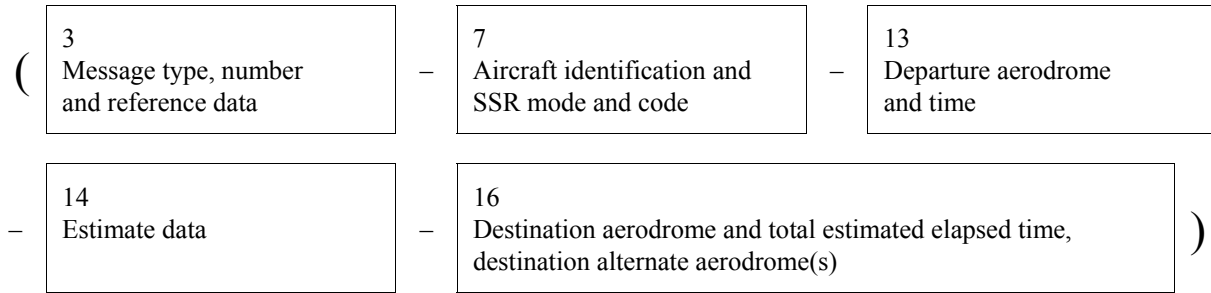 ( 3 7 13
Message type, number – Aircraft identification and – Departure aerodrome
and reference data SSR mode and code and time
14 16
– Estimate data – Destination aerodrome and total estimated elapsed time, )
destination alternate aerodrome(s)